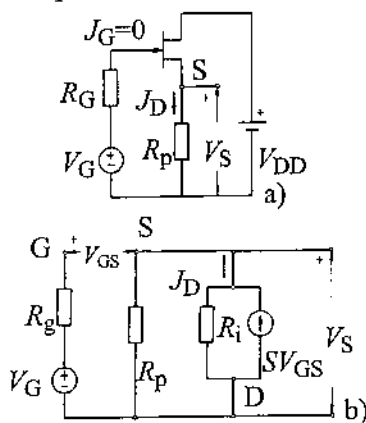 J_G=0
S
R_G
J_D
+
+
V_G
R_p
V_S
V_DD
a)
S
G
+
V_GS
+
J_D
R_g
R_i
V_S
SV_GS
V_G
R_p
D
b)